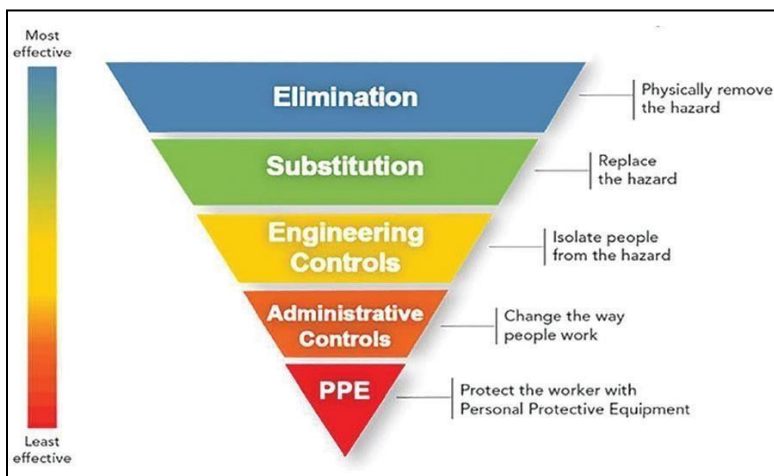 Most
effective
Elimination
Physically remove
the hazard
Substitution
Replace
the hazard
Engineering
Controls
Isolate people
from the hazard
Administrative
Controls
Change the way
people work
PPE
Protect the worker with
Personal Protective Equipment
Least
effective